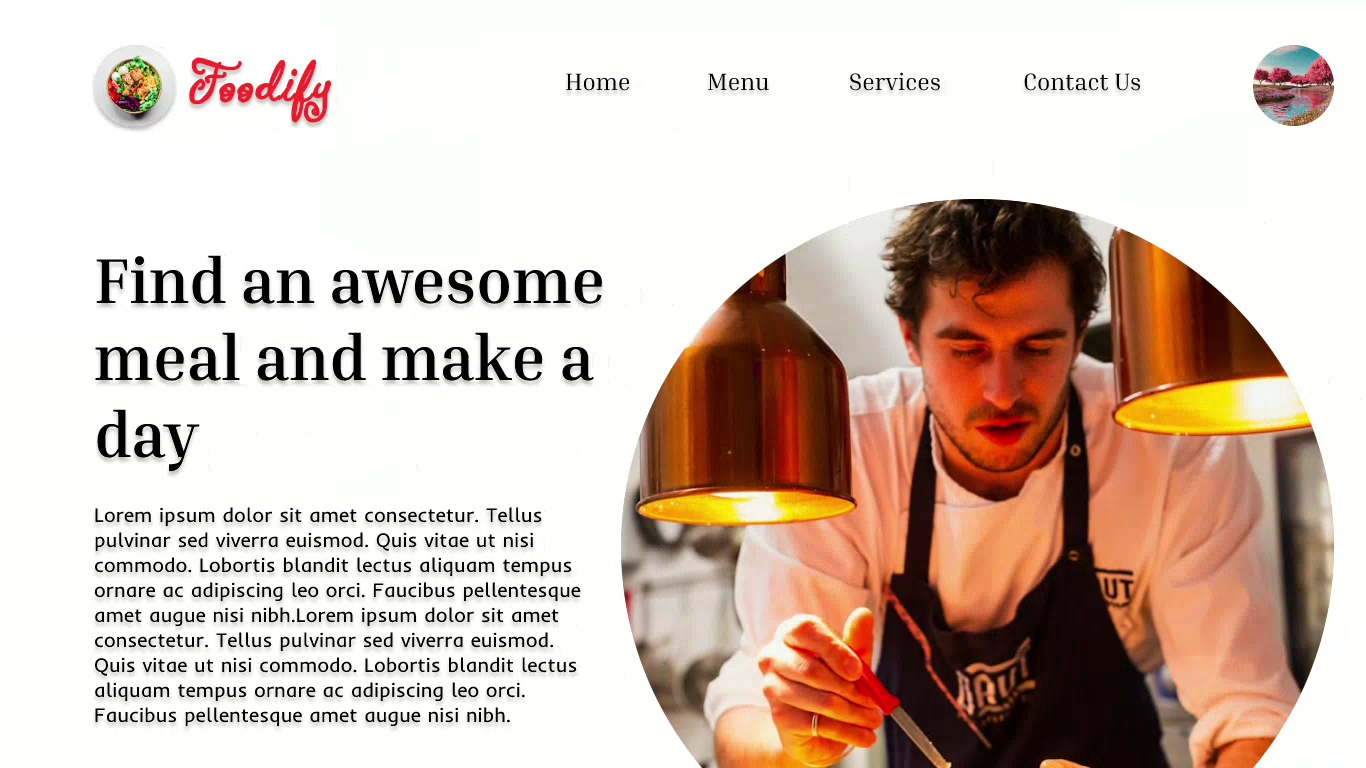 Foodify
Home
Menu
Services
Contact Us
Find an awesome
meal and make a
day
Lorem ipsum dolor sit amet consectetur. Tellus
pulvinar sed viverra euismod. Quis vitae ut nisi
commodo. Lobortis blandit lectus aliquam tempus
ornare ac adipiscing leo orci. Faucibus pellentesque
amet augue nisi nibh.Lorem ipsum dolor sit amet
consectetur. Tellus pulvinar sed viverra euismod.
Quis vitae ut nisi commodo. Lobortis blandit lectus
aliquam tempus ornare ac adipiscing leo orci.
Faucibus pellentesque amet augue nisi nibh.